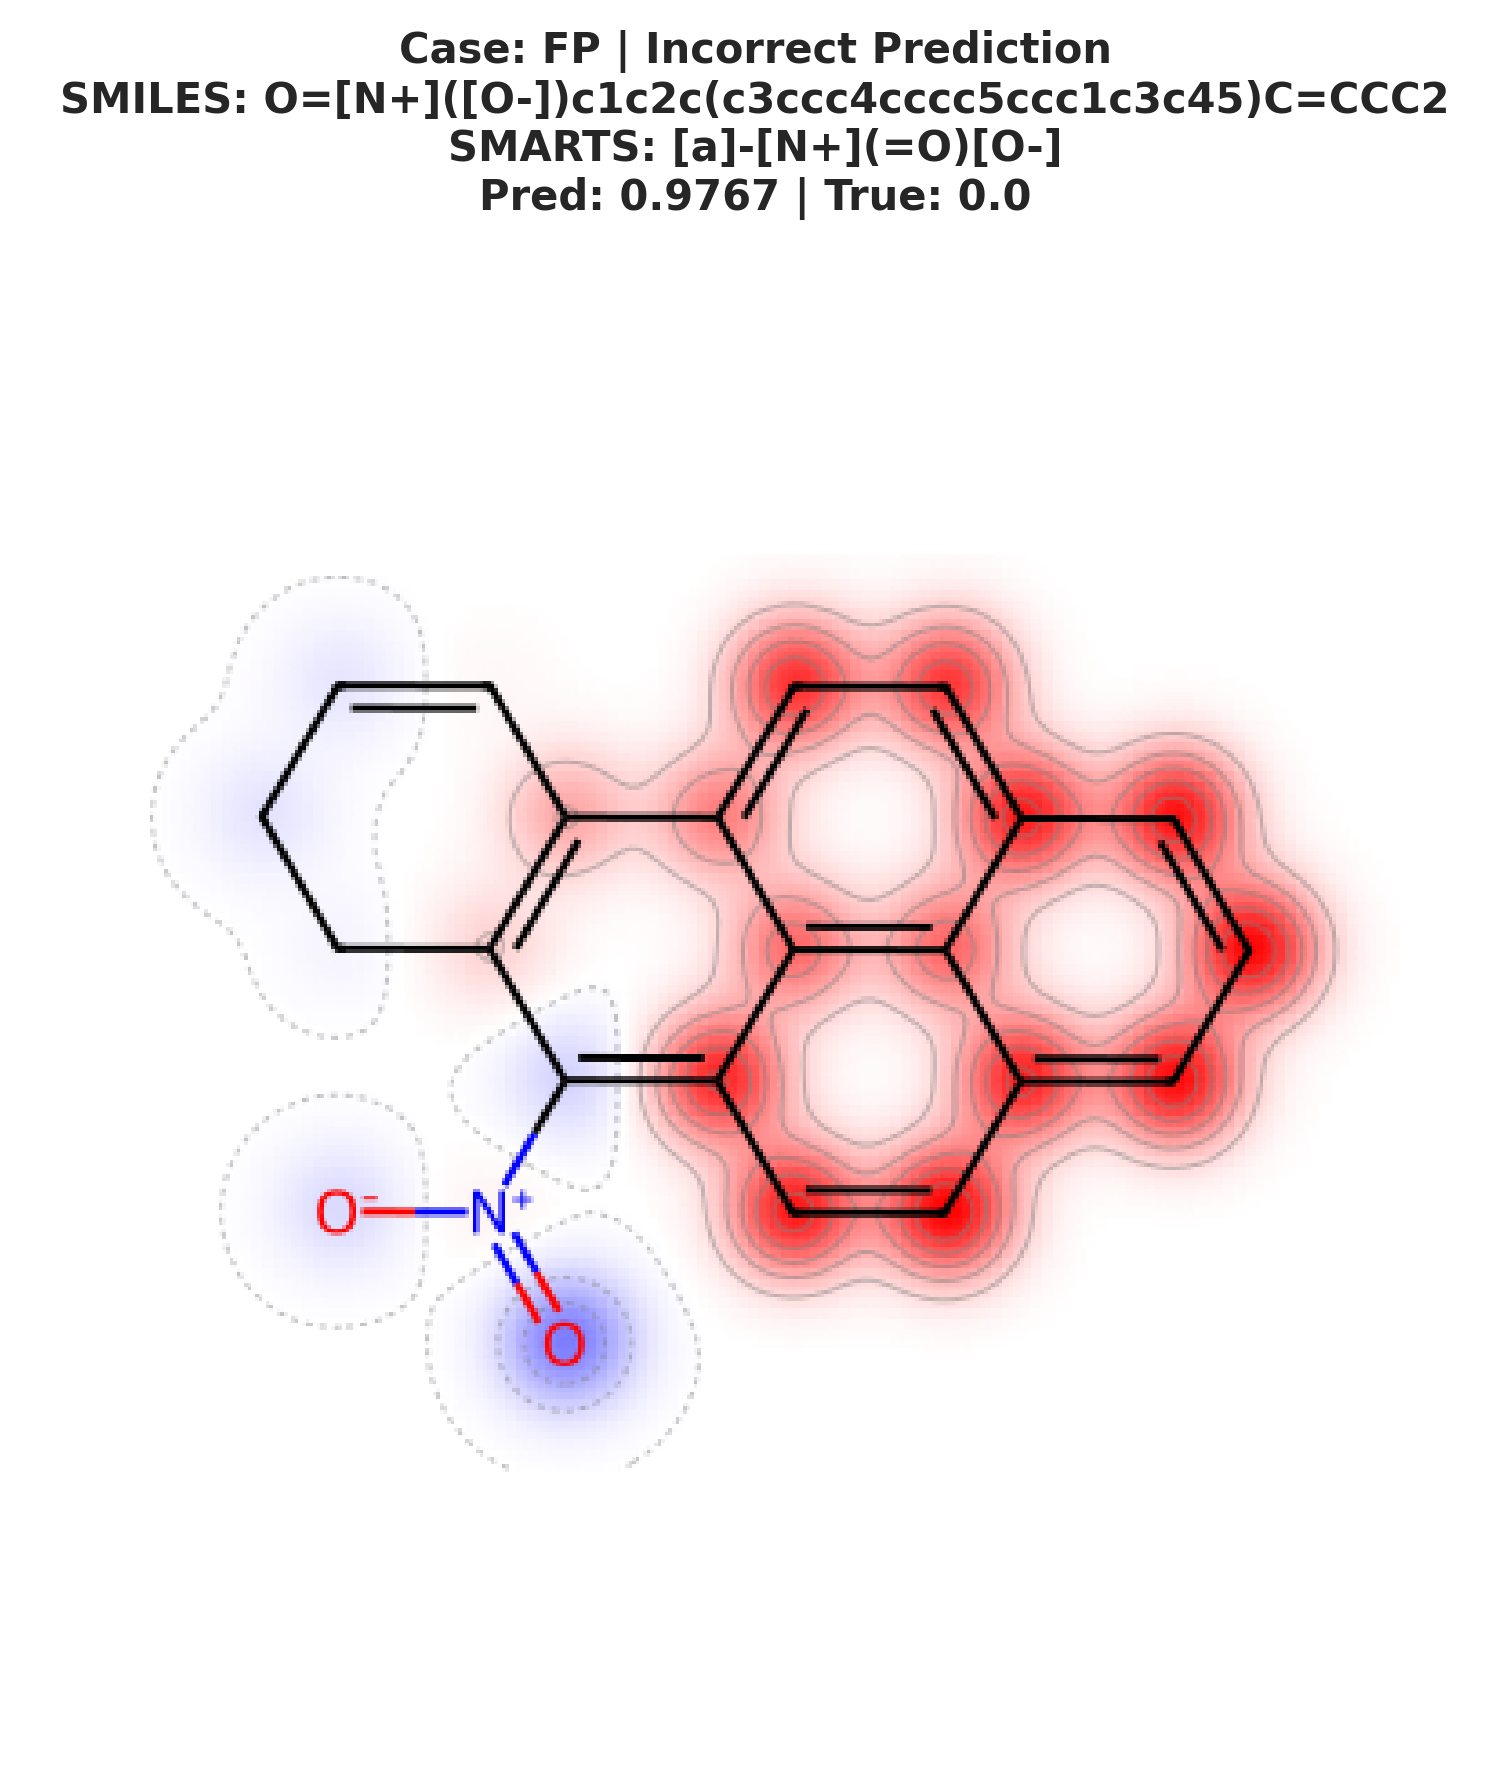 Case: FP | Incorrect Prediction
SMILES: O=[N+]([O-])c1c2c(c3ccc4cccc5ccc1c3c45)C=CCC2
SMARTS: [a]-[N+](=O)[O-]
Pred: 0.9767 | True: 0.0
O⁻ N⁺
O